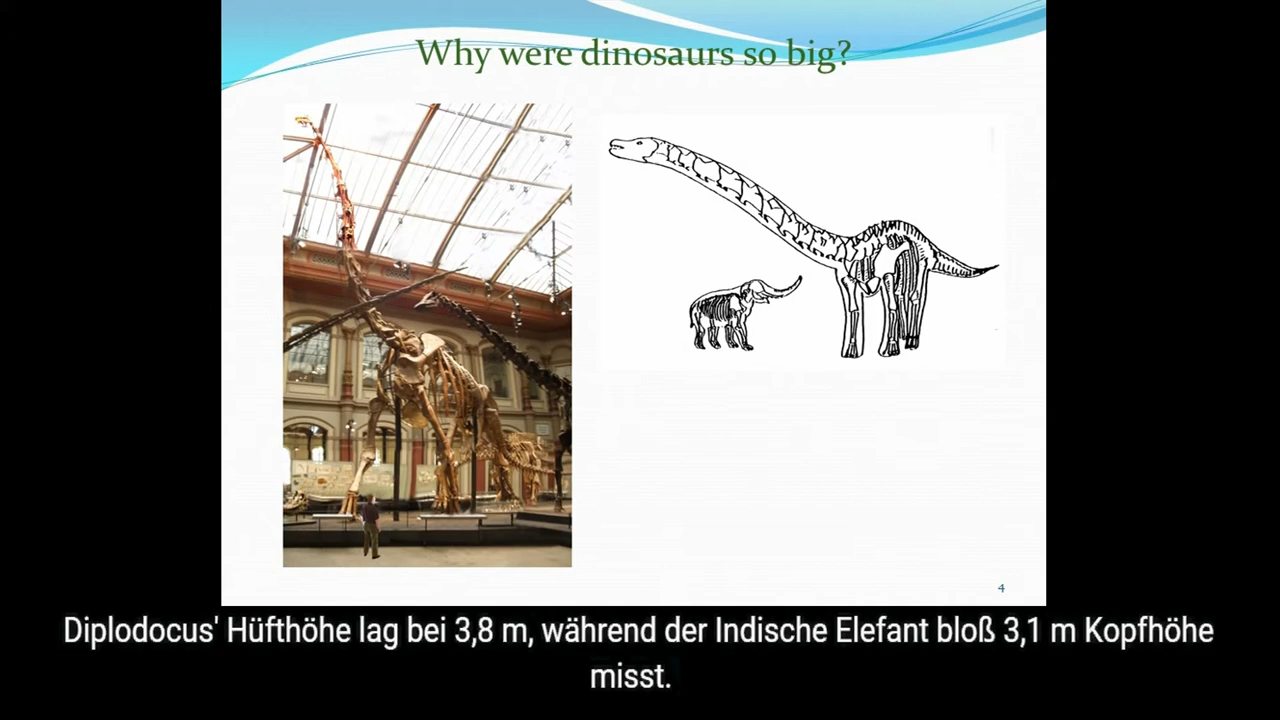 Why were dinosaurs so big?
4
Diplodocus' Hüfthöhe lag bei 3,8 m, während der Indische Elefant bloß 3,1 m Kopfhöhe
misst.